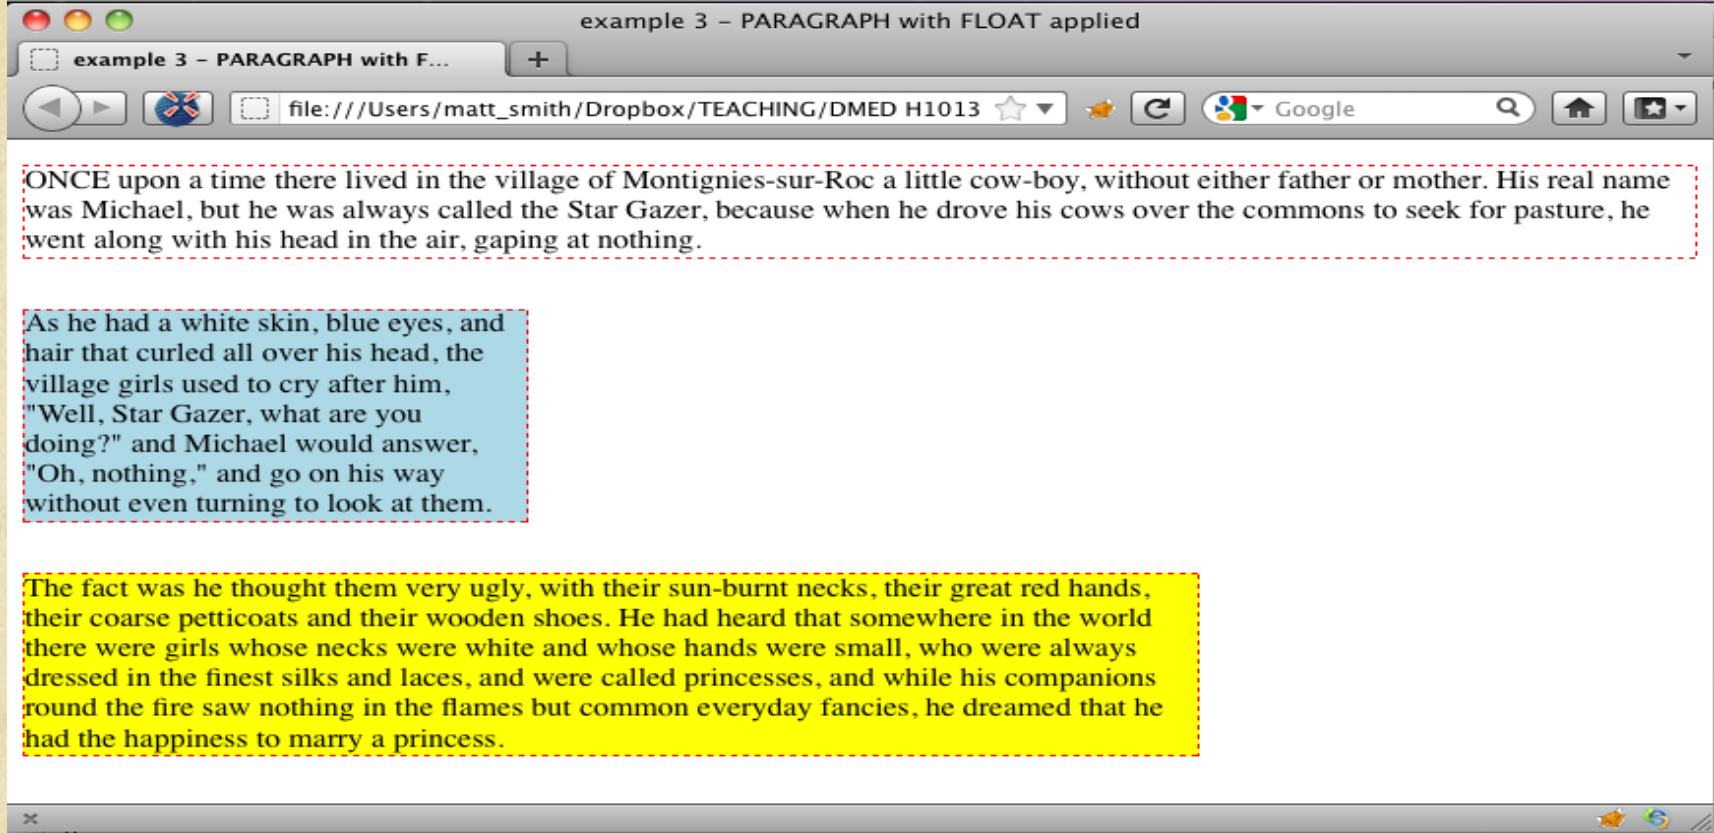 example 3 – PARAGRAPH with FLOAT applied
example 3 – PARAGRAPH with F...
file:///Users/matt_smith/Dropbox/TEACHING/DMED H1013
Google
ONCE upon a time there lived in the village of Montignies-sur-Roc a little cow-boy, without either father or mother. His real name
was Michael, but he was always called the Star Gazer, because when he drove his cows over the commons to seek for pasture, he
went along with his head in the air, gaping at nothing.
As he had a white skin, blue eyes, and
hair that curled all over his head, the
village girls used to cry after him,
"Well, Star Gazer, what are you
doing?" and Michael would answer,
"Oh, nothing," and go on his way
without even turning to look at them.
The fact was he thought them very ugly, with their sun-burnt necks, their great red hands,
their coarse petticoats and their wooden shoes. He had heard that somewhere in the world
there were girls whose necks were white and whose hands were small, who were always
dressed in the finest silks and laces, and were called princesses, and while his companions
round the fire saw nothing in the flames but common everyday fancies, he dreamed that he
had the happiness to marry a princess.